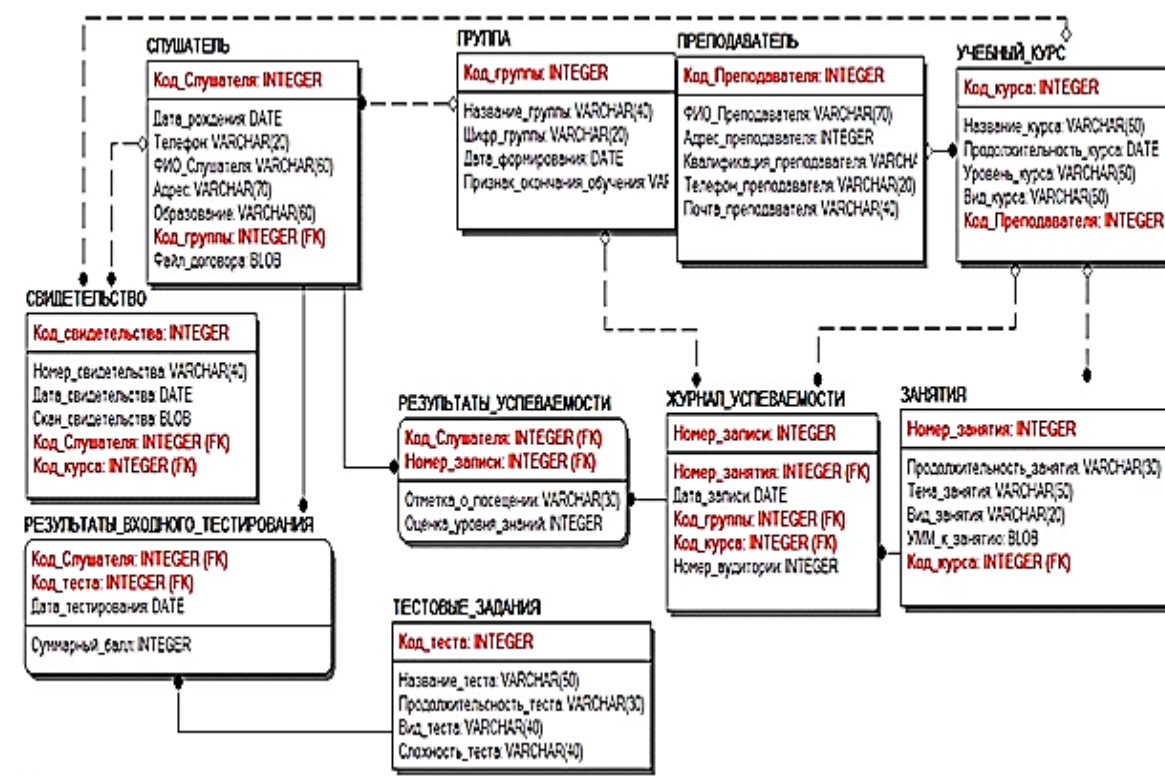 СЛУШАТЕЛЬ
Код_Слушателя: INTEGER
Дата_рождения: DATE
Телефон: VARCHAR(20)
ФИО_Слушателя: VARCHAR(60)
Адрес: VARCHAR(70)
Образование: VARCHAR(60)
Код_группы: INTEGER (FK)
Файл_договора: BLOB
ГРУППА
Код_группы: INTEGER
Название_группы: VARCHAR(40)
Шифр_группы: VARCHAR(20)
Дата_формирования: DATE
Признак_окончания_обучения: VAR
ПРЕПОДАВАТЕЛЬ
Код_Преподавателя: INTEGER
ФИО_Преподавателя: VARCHAR(70)
Адрес_преподавателя: INTEGER
Квалификация_преподавателя: VARCHA
Телефон_преподавателя: VARCHAR(20)
Почта_преподавателя: VARCHAR(40)
УЧЕБНЫЙ_КУРС
Код_курса: INTEGER
Название_курса: VARCHAR(50)
Продолжительность_курса: DATE
Уровень_курса: VARCHAR(50)
Вид_курса: VARCHAR(50)
Код_Преподавателя: INTEGER
СВИДЕТЕЛЬСТВО
Код_свидетельства: INTEGER
Номер_свидетельства: VARCHAR(40)
Дата_свидетельства: DATE
Скан_свидетельства: BLOB
Код_Слушателя: INTEGER (FK)
Код_курса: INTEGER (FK)
РЕЗУЛЬТАТЫ_УСПЕВАЕМОСТИ
Код_Слушателя: INTEGER (FK)
Номер_записи: INTEGER (FK)
Отметка_о_посещении: VARCHAR(30)
Оценка_уровня_знаний: INTEGER
ЖУРНАЛ_УСПЕВАЕМОСТИ
Номер_записи: INTEGER
Номер_занятия: INTEGER (FK)
Дата_записи: DATE
Код_группы: INTEGER (FK)
Код_курса: INTEGER (FK)
Номер_аудитории: INTEGER
ЗАНЯТИЯ
Номер_занятия: INTEGER
Продолжительность_занятия: VARCHAR(30)
Тема_занятия: VARCHAR(50)
Вид_занятия: VARCHAR(20)
УММ_к_занятию: BLOB
Код_курса: INTEGER (FK)
РЕЗУЛЬТАТЫ_ВХОДНОГО_ТЕСТИРОВАНИЯ
Код_Слушателя: INTEGER (FK)
Код_теста: INTEGER (FK)
Дата_тестирования: DATE
Суммарный_балл: INTEGER
ТЕСТОВЫЕ_ЗАДАНИЯ
Код_теста: INTEGER
Название_теста: VARCHAR(50)
Продолжительность_теста: VARCHAR(30)
Вид_теста: VARCHAR(40)
Сложность_теста: VARCHAR(40)